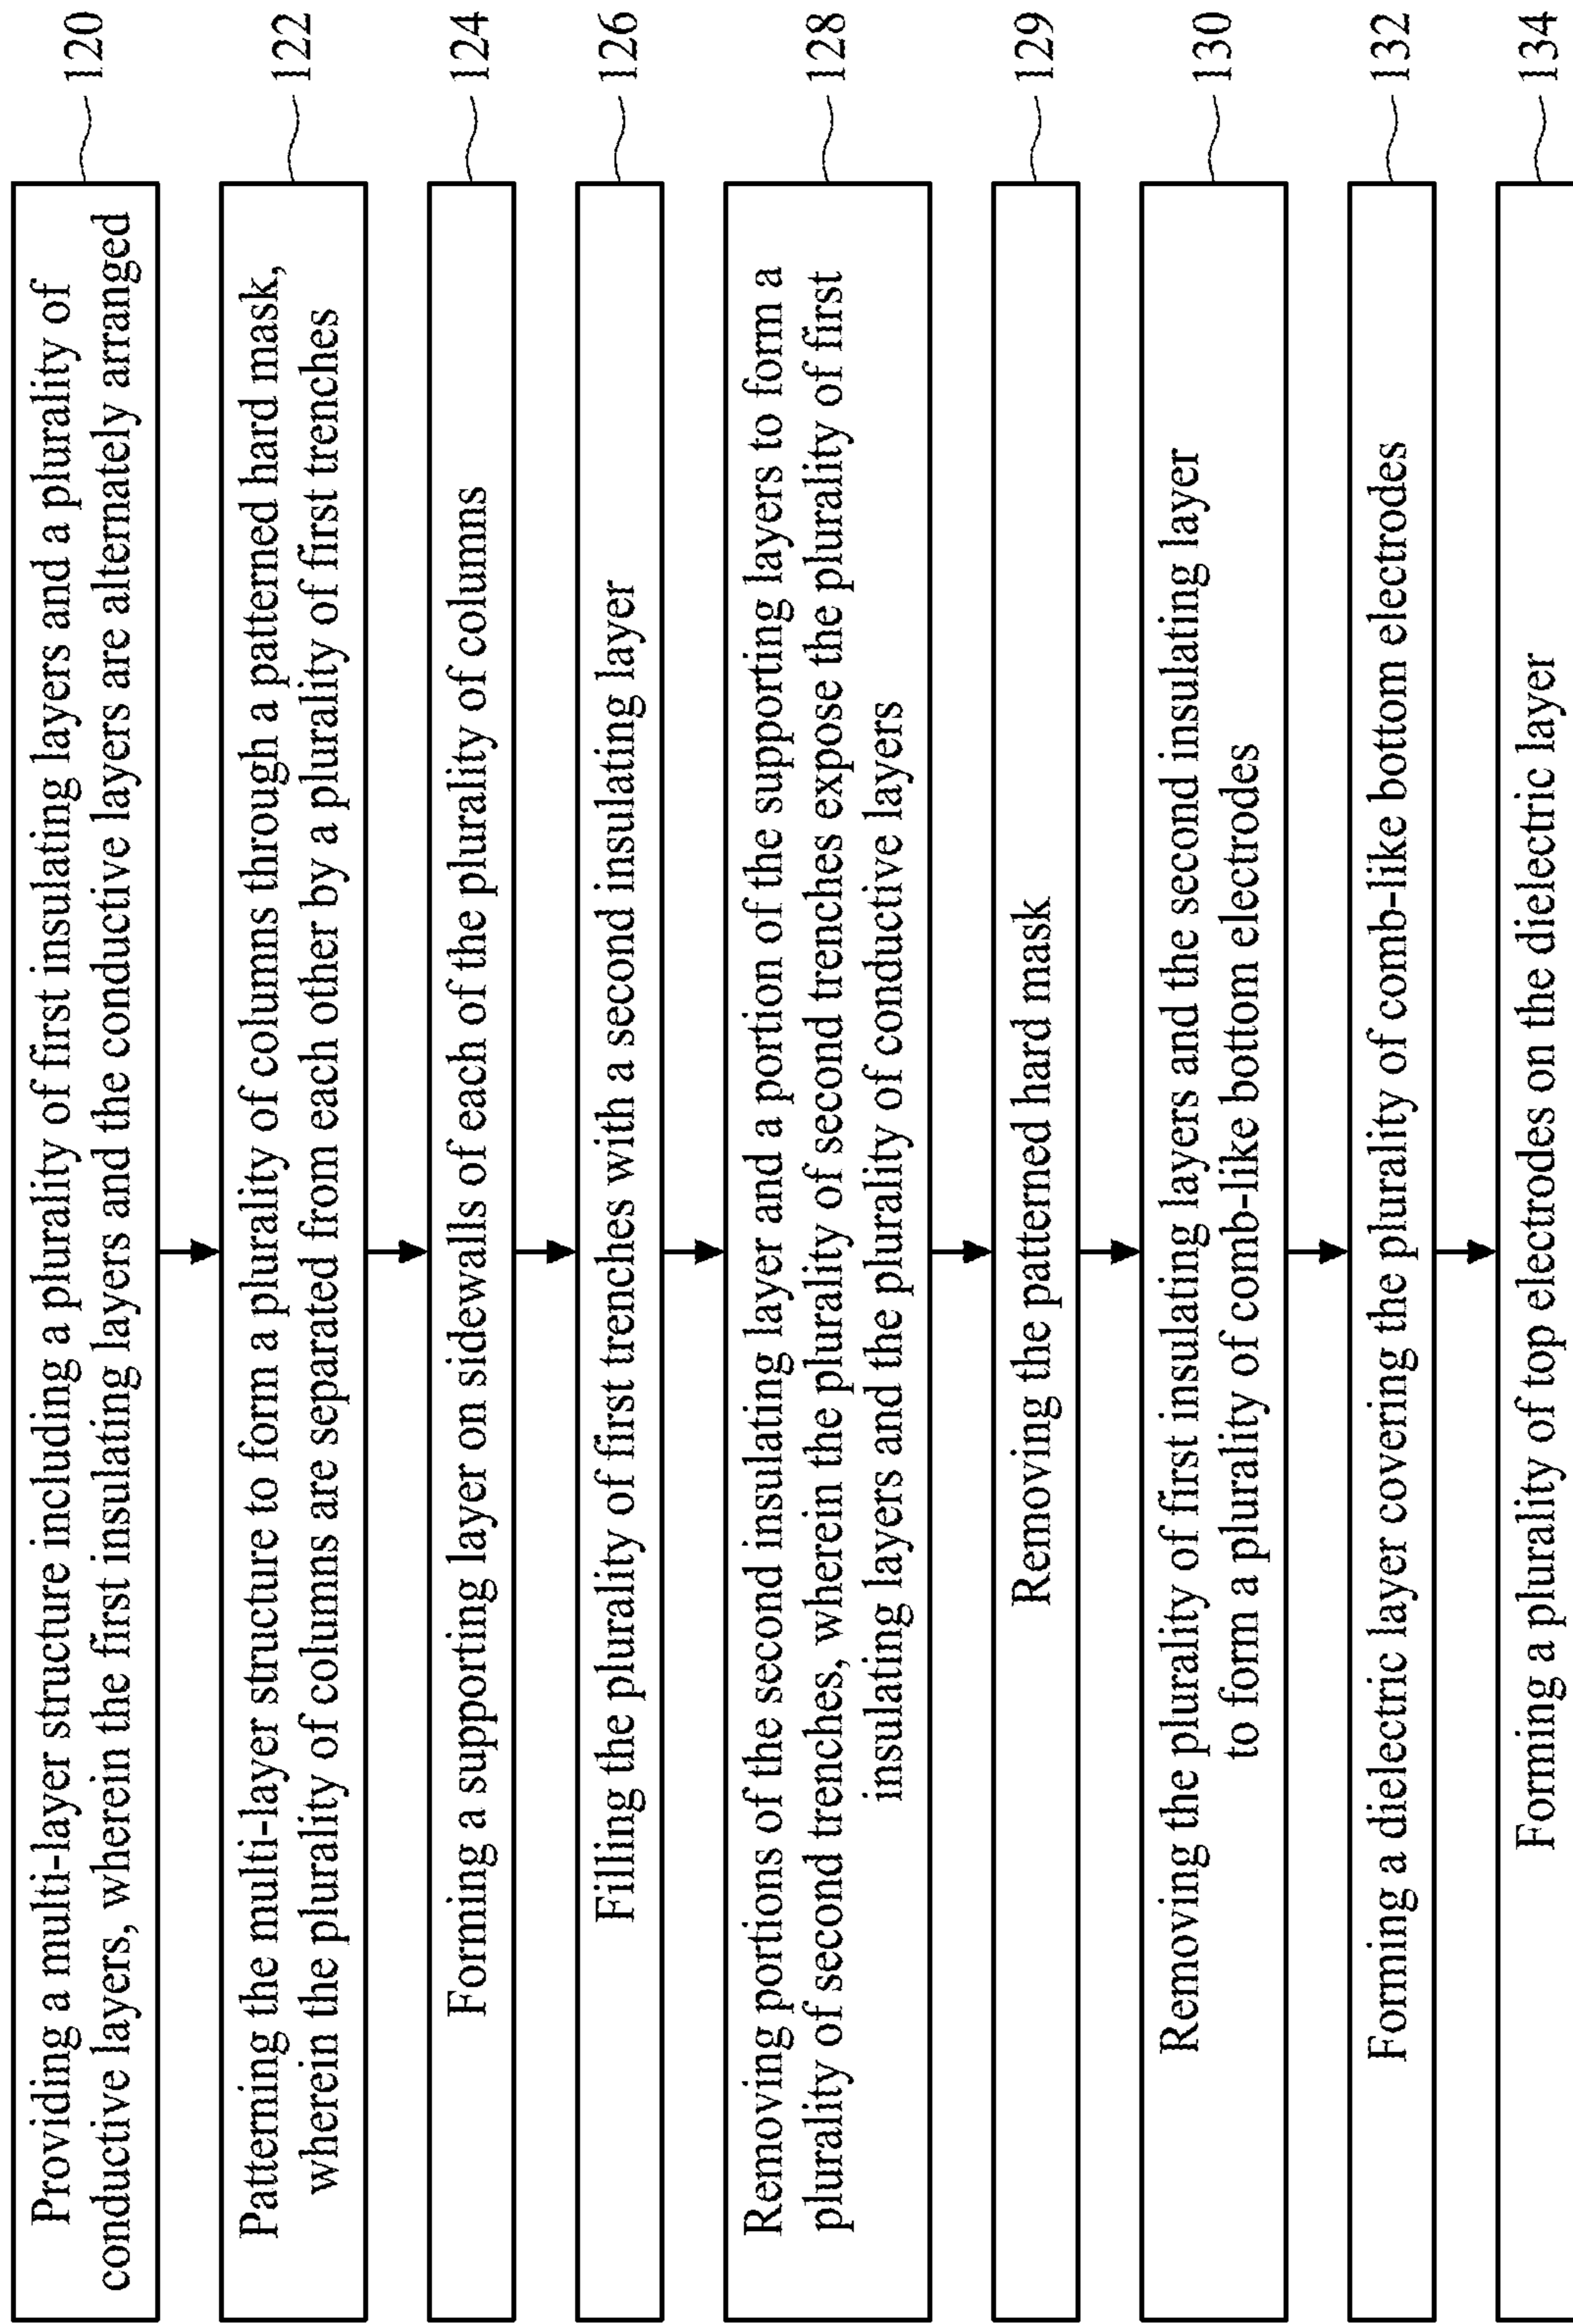 Providing a multi-layer structure including a plurality of first insulating layers and a plurality of
conductive layers, wherein the first insulating layers and the conductive layers are alternately arranged
120
Patterning the multi-layer structure to form a plurality of columns through a patterned hard mask,
wherein the plurality of columns are separated from each other by a plurality of first trenches
122
Forming a supporting layer on sidewalls of each of the plurality of columns
124
Filling the plurality of first trenches with a second insulating layer
126
Removing portions of the second insulating layer and a portion of the supporting layers to form a
plurality of second trenches, wherein the plurality of second trenches expose the plurality of first
insulating layers and the plurality of conductive layers
128
Removing the patterned hard mask
129
Removing the plurality of first insulating layers and the second insulating layer
to form a plurality of comb-like bottom electrodes
130
Forming a dielectric layer covering the plurality of comb-like bottom electrodes
132
Forming a plurality of top electrodes on the dielectric layer
134